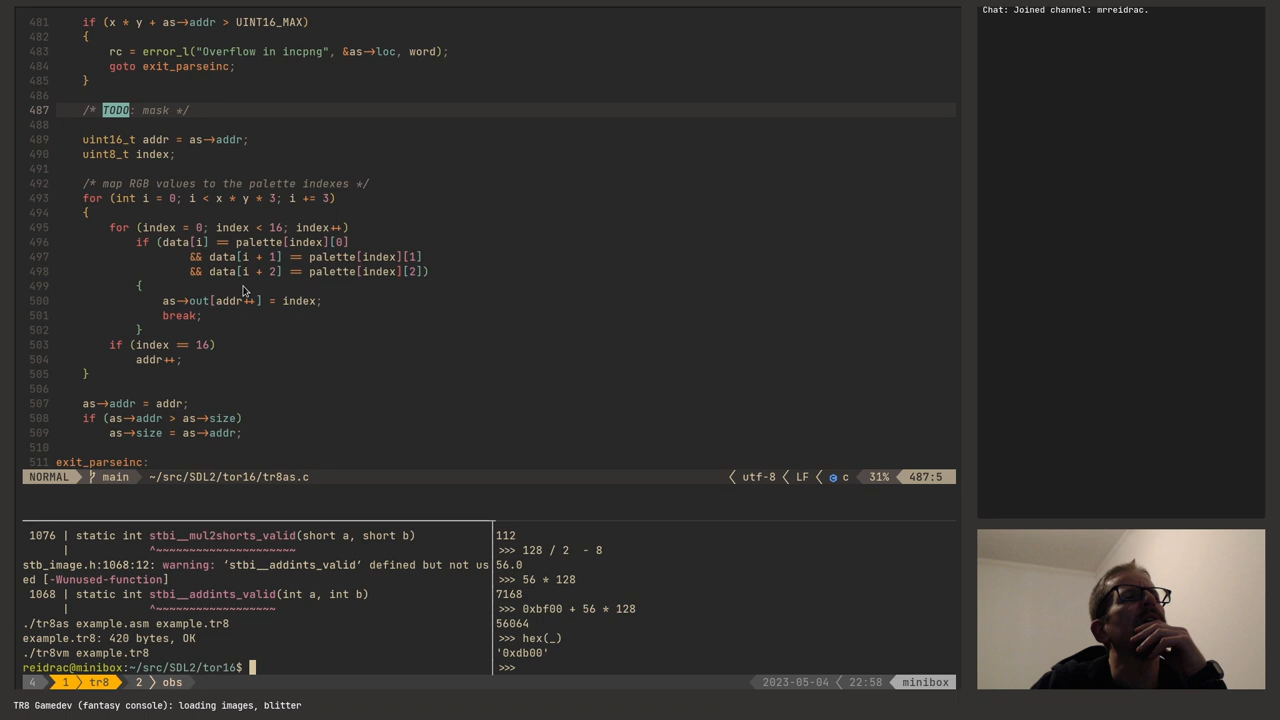 Chat: Joined channel: mrreidrac.
481 if (x * y + as->addr > UINT16_MAX)
482 {
483 rc = error_l("Overflow in incpng", &as->loc, word);
484 goto exit_parseinc;
485 }
486
487 /* TODO: mask */
488
489 uint16_t addr = as->addr;
490 uint8_t index;
491
492 /* map RGB values to the palette indexes */
493 for (int i = 0; i < x * y * 3; i += 3)
494 {
495 for (index = 0; index < 16; index++)
496 if (data[i] == palette[index][0]
497 && data[i + 1] == palette[index][1]
498 && data[i + 2] == palette[index][2])
499 {
500 as->out[addr++] = index;
501 break;
502 }
503 if (index == 16)
504 addr++;
505 }
506
507 as->addr = addr;
508 if (as->addr > as->size)
509 as->size = as->addr;
510
511 exit_parseinc:
NORMAL main ~/src/SDL2/tor16/tr8as.c utf-8 LF c 31% 487:5
1076 | static int stbi__mul2shorts_valid(short a, short b)
| ^~~~~~~~~~~~~~~~~~~~~~
stb_image.h:1068:12: warning: ‘stbi__addints_valid’ defined but not us
ed [-Wunused-function]
1068 | static int stbi__addints_valid(int a, int b)
| ^~~~~~~~~~~~~~~~~~~
./tr8as example.asm example.tr8
example.tr8: 420 bytes, OK
./tr8vm example.tr8
reidrac@minibox:~/src/SDL2/tor16$
112
>>> 128 / 2  - 8
56.0
>>> 56 * 128
7168
>>> 0xbf00 + 56 * 128
56064
>>> hex(_)
'0xdb00'
>>>
4 1 tr8 2 obs 2023-05-04 22:58 minibox
TR8 Gamedev (fantasy console): loading images, blitter